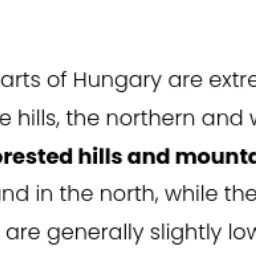 arts of Hungary are extre
e hills, the northern and w
orested hills and mounta
nd in the north, while the
are generally slightly low